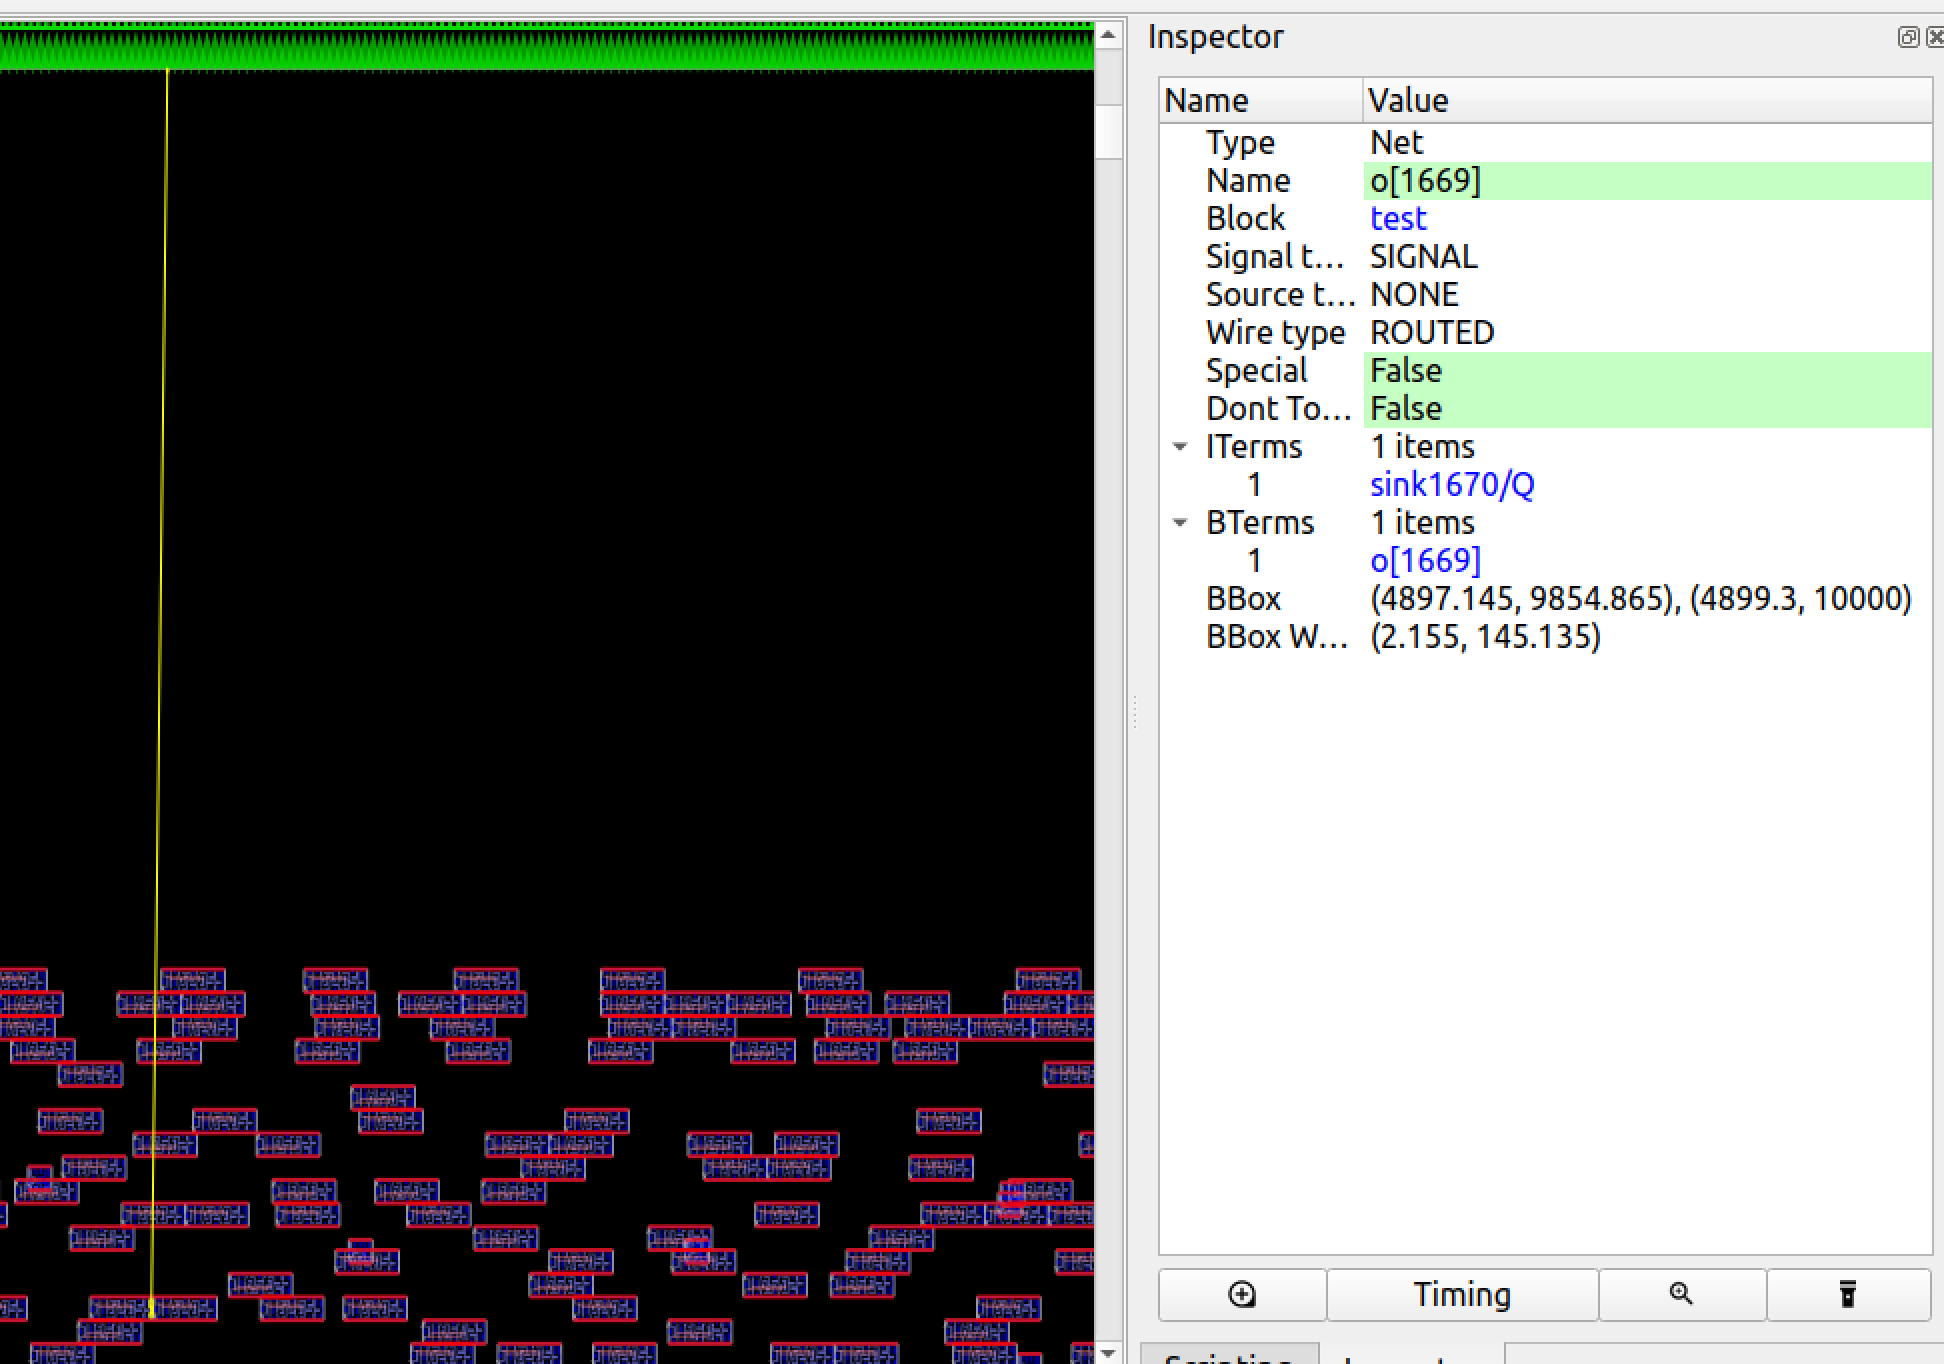 Inspector
Name Value
Type Net
Name o[1669]
Block test
Signal t... SIGNAL
Source t... NONE
Wire type ROUTED
Special False
Dont To... False
ITerms 1 items
1 sink1670/Q
BTerms 1 items
1 o[1669]
BBox (4897.145, 9854.865), (4899.3, 10000)
BBox W... (2.155, 145.135)
Timing
Scripting